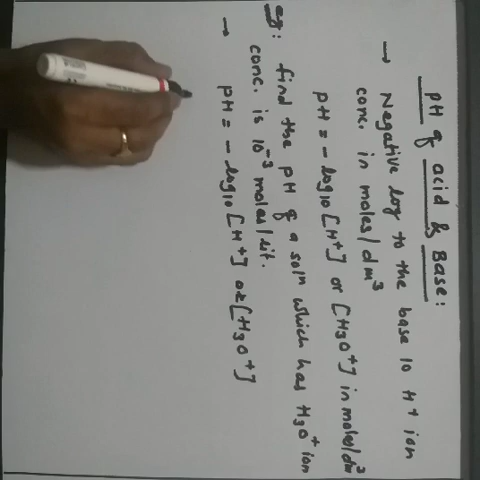 pH of acid & Base:
→ Negative log to the base 10 H⁺ ion
conc. in moles/dm³
pH = - log10 [H⁺] or [H3O⁺] in moles/dm³
eg: find the pH of a solⁿ which has H3O⁺ ion
conc. is 10⁻³ moles/lit.
→ pH = - log10 [H⁺] or [H3O⁺]